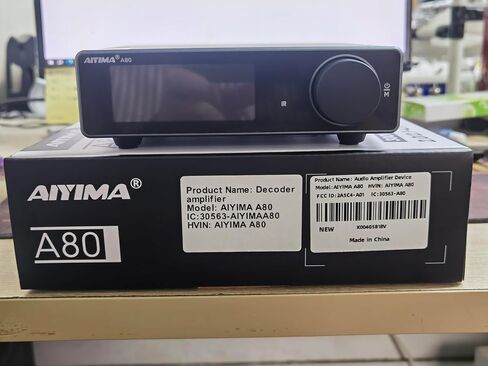 AIYIMA® A80
IR
AIYIMA®
A80
Product Name: Decoder
amplifier
Model: AIYIMA A80
IC:30563-AIYIMAA80
HVIN: AIYIMA A80
Product Name: Audio Amplifier Device
Model:AIYIMA A80 HVIN: AIYIMA A80
FCC ID:2ASC4-A01 IC:30563-A80
NEW
Made in China